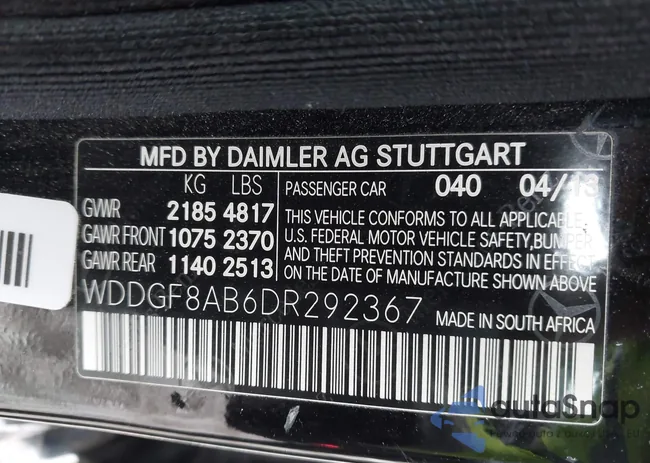 MFD BY DAIMLER AG STUTTGART
KG LBS
GVWR 2185 4817
GAWR FRONT 1075 2370
GAWR REAR 1140 2513
PASSENGER CAR 040 04/13
THIS VEHICLE CONFORMS TO ALL APPLICABLE
U.S. FEDERAL MOTOR VEHICLE SAFETY, BUMPER
AND THEFT PREVENTION STANDARDS IN EFFECT
ON THE DATE OF MANUFACTURE SHOWN ABOVE
WDDGF8AB6DR292367
MADE IN SOUTH AFRICA
autoSnap